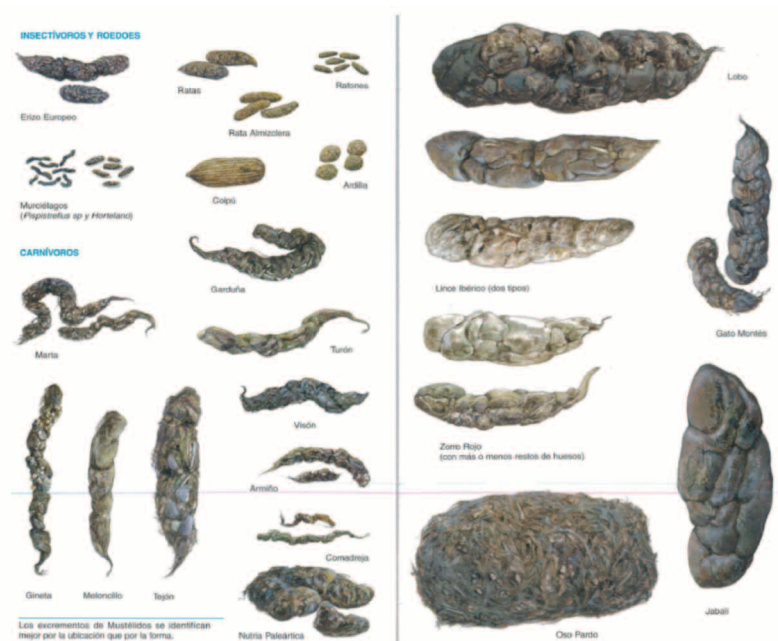 INSECTÍVOROS Y ROEDOES
Erizo Europeo
Ratas
Ratones
Rata Almizclera
Murciélagos
(Pipistrellus sp y Hortelano)
Coipú
Ardilla
CARNÍVOROS
Garduña
Marta
Turón
Visón
Armiño
Comadreja
Gineta
Meloncillo
Tejón
Nutria Paleártica
Los excrementos de Mustélidos se identifican
mejor por la ubicación que por la forma.
Lobo
Lince Ibérico (dos tipos)
Gato Montés
Zorro Rojo
(con más o menos restos de huesos)
Oso Pardo
Jabalí